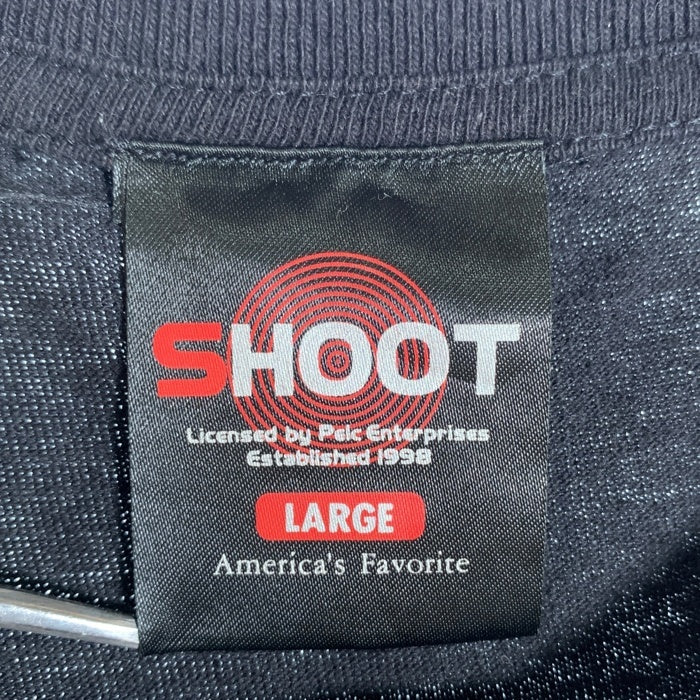 SHOOT
Licensed by Pelc Enterprises
Established 1998
LARGE
America's Favorite